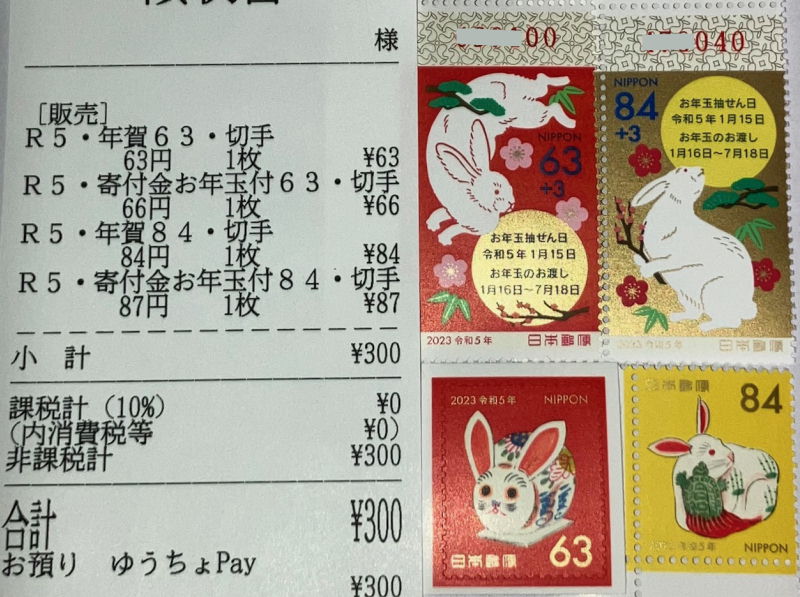 様
[販売]
R5・年賀63・切手
63円 1枚 ¥63
R5・寄付金お年玉付63・切手
66円 1枚 ¥66
R5・年賀84・切手
84円 1枚 ¥84
R5・寄付金お年玉付84・切手
87円 1枚 ¥87
小 計 ¥300
課税計(10%) ¥0
(内消費税等 ¥0)
非課税計 ¥300
合計 ¥300
お預り ゆうちょPay
¥300
00
NIPPON
63
+3
お年玉抽せん日
令和5年1月15日
お年玉のお渡し
1月16日~7月18日
2023 令和5年 日本郵便
040
NIPPON
84
+3
お年玉抽せん日
令和5年1月15日
お年玉のお渡し
1月16日~7月18日
2023 令和5年 日本郵便
2023 令和5年 NIPPON
日本郵便 63
日本郵便 84
令和5年 NIPPON